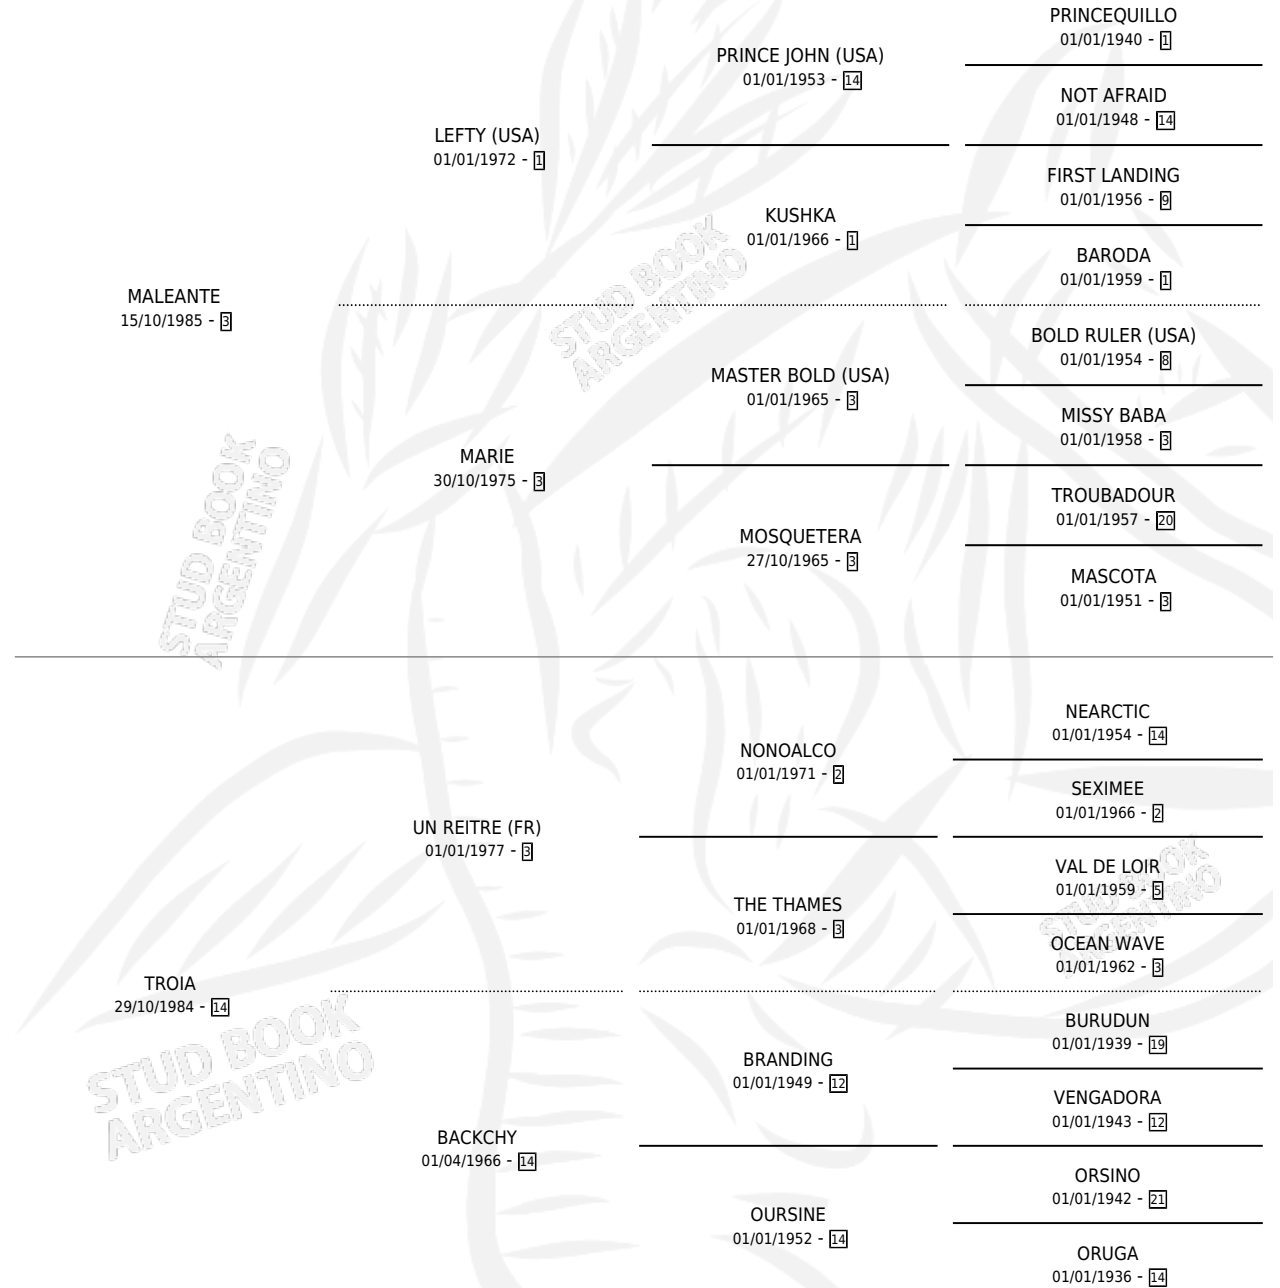 PRINCEQUILLO
01/01/1940 - 1
PRINCE JOHN (USA)
01/01/1953 - 14
NOT AFRAID
01/01/1948 - 14
LEFTY (USA)
01/01/1972 - 1
FIRST LANDING
01/01/1956 - 9
KUSHKA
01/01/1966 - 1
BARODA
01/01/1959 - 1
MALEANTE
15/10/1985 - 3
BOLD RULER (USA)
01/01/1954 - 8
MASTER BOLD (USA)
01/01/1965 - 3
MISSY BABA
01/01/1958 - 3
MARIE
30/10/1975 - 3
TROUBADOUR
01/01/1957 - 20
MOSQUETERA
27/10/1965 - 3
MASCOTA
01/01/1951 - 3
STUD BOOK
ARGENTINO
STUD BOOK
ARGENTINO
NEARCTIC
01/01/1954 - 14
NONOALCO
01/01/1971 - 2
SEXIMEE
01/01/1966 - 2
UN REITRE (FR)
01/01/1977 - 3
VAL DE LOIR
01/01/1959 - 5
THE THAMES
01/01/1968 - 3
OCEAN WAVE
01/01/1962 - 3
STUD BOOK
ARGENTINO
TROIA
29/10/1984 - 14
BURUDUN
01/01/1939 - 19
BRANDING
01/01/1949 - 12
VENGADORA
01/01/1943 - 12
STUD BOOK
ARGENTINO
BACKCHY
01/04/1966 - 14
ORSINO
01/01/1942 - 21
OURSINE
01/01/1952 - 14
ORUGA
01/01/1936 - 14